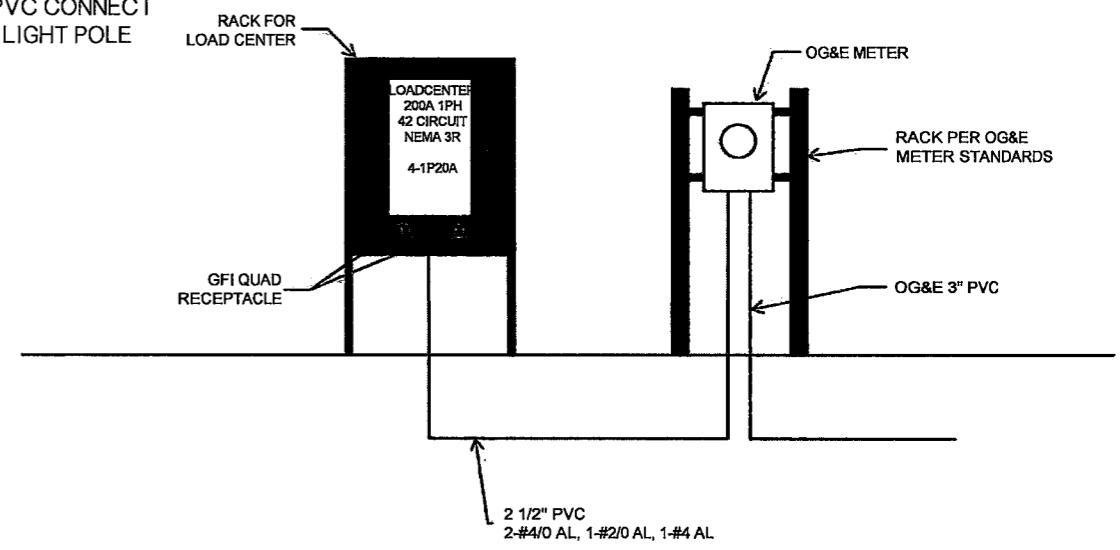 PVC CONNECT
LIGHT POLE
RACK FOR
LOAD CENTER
LOADCENTER
200A 1PH
42 CIRCUIT
NEMA 3R
4-1P20A
GFI QUAD
RECEPTACLE
OG&E METER
RACK PER OG&E
METER STANDARDS
OG&E 3" PVC
2 1/2" PVC
2-#4/0 AL, 1-#2/0 AL, 1-#4 AL